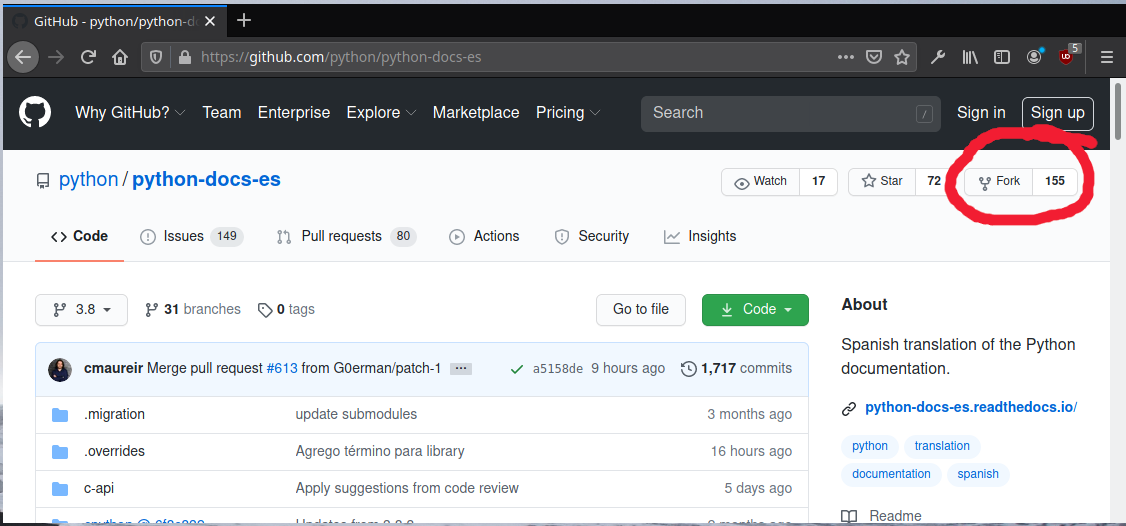 GitHub - python/python-do
https://github.com/python/python-docs-es
5
Why GitHub? Team Enterprise Explore Marketplace Pricing Search / Sign in Sign up
python / python-docs-es
Watch 17 Star 72 Fork 155
Code Issues 149 Pull requests 80 Actions Security Insights
3.8 31 branches 0 tags Go to file Code
cmaureir Merge pull request #613 from G0erman/patch-1 ... a5158de 9 hours ago 1,717 commits
.migration update submodules 3 months ago
.overrides Agrego término para library 16 hours ago
c-api Apply suggestions from code review 5 days ago
About
Spanish translation of the Python
documentation.
python-docs-es.readthedocs.io/
python translation
documentation spanish
Readme